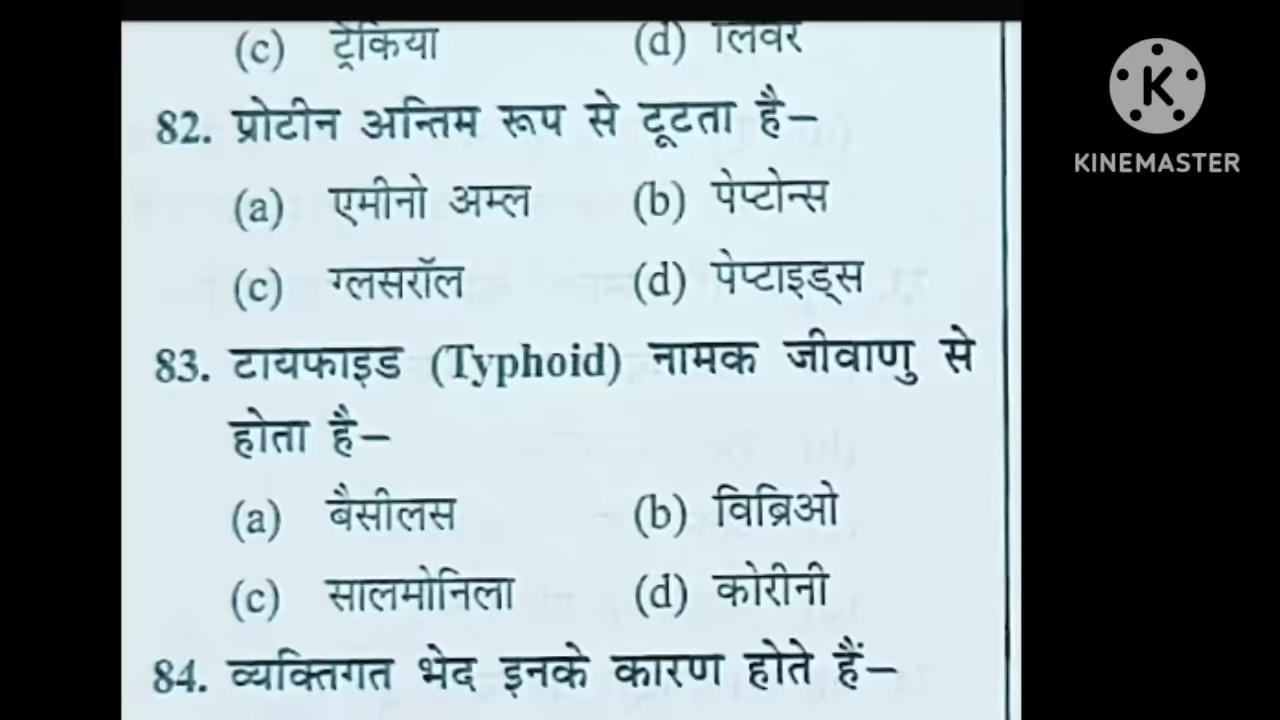 (c) ट्रेकिया (d) लिवर
82. प्रोटीन अन्तिम रूप से टूटता है–
(a) एमीनो अम्ल (b) पेप्टोन्स
(c) ग्लसरॉल (d) पेप्टाइड्स
83. टायफाइड (Typhoid) नामक जीवाणु से
होता है–
(a) बैसीलस (b) विब्रिओ
(c) सालमोनिला (d) कोरीनी
84. व्यक्तिगत भेद इनके कारण होते हैं–
K
KINEMASTER